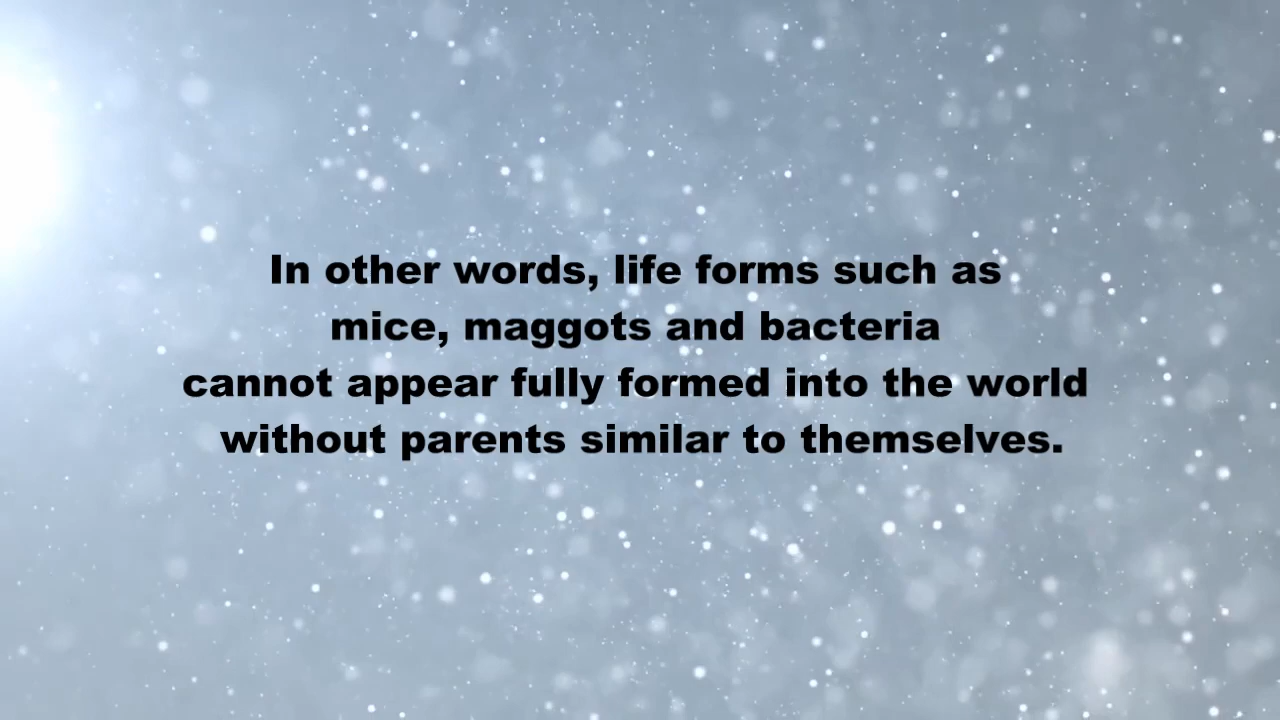 In other words, life forms such as
mice, maggots and bacteria
cannot appear fully formed into the world
without parents similar to themselves.